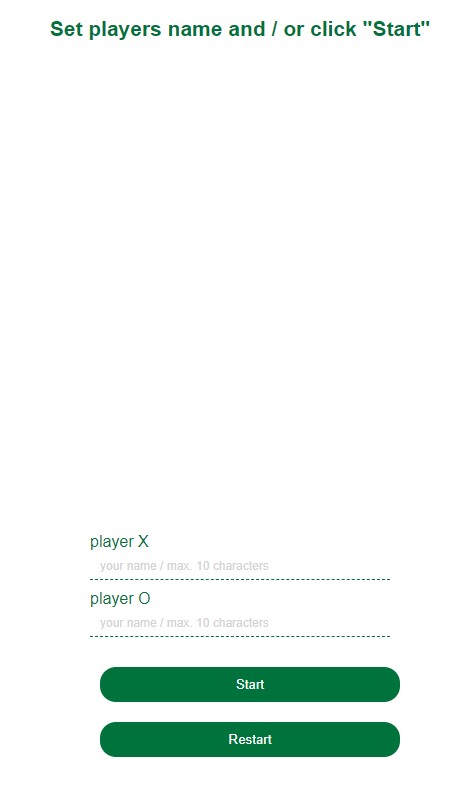 Set players name and / or click "Start"
player X
your name / max. 10 characters
player O
your name / max. 10 characters
Start
Restart